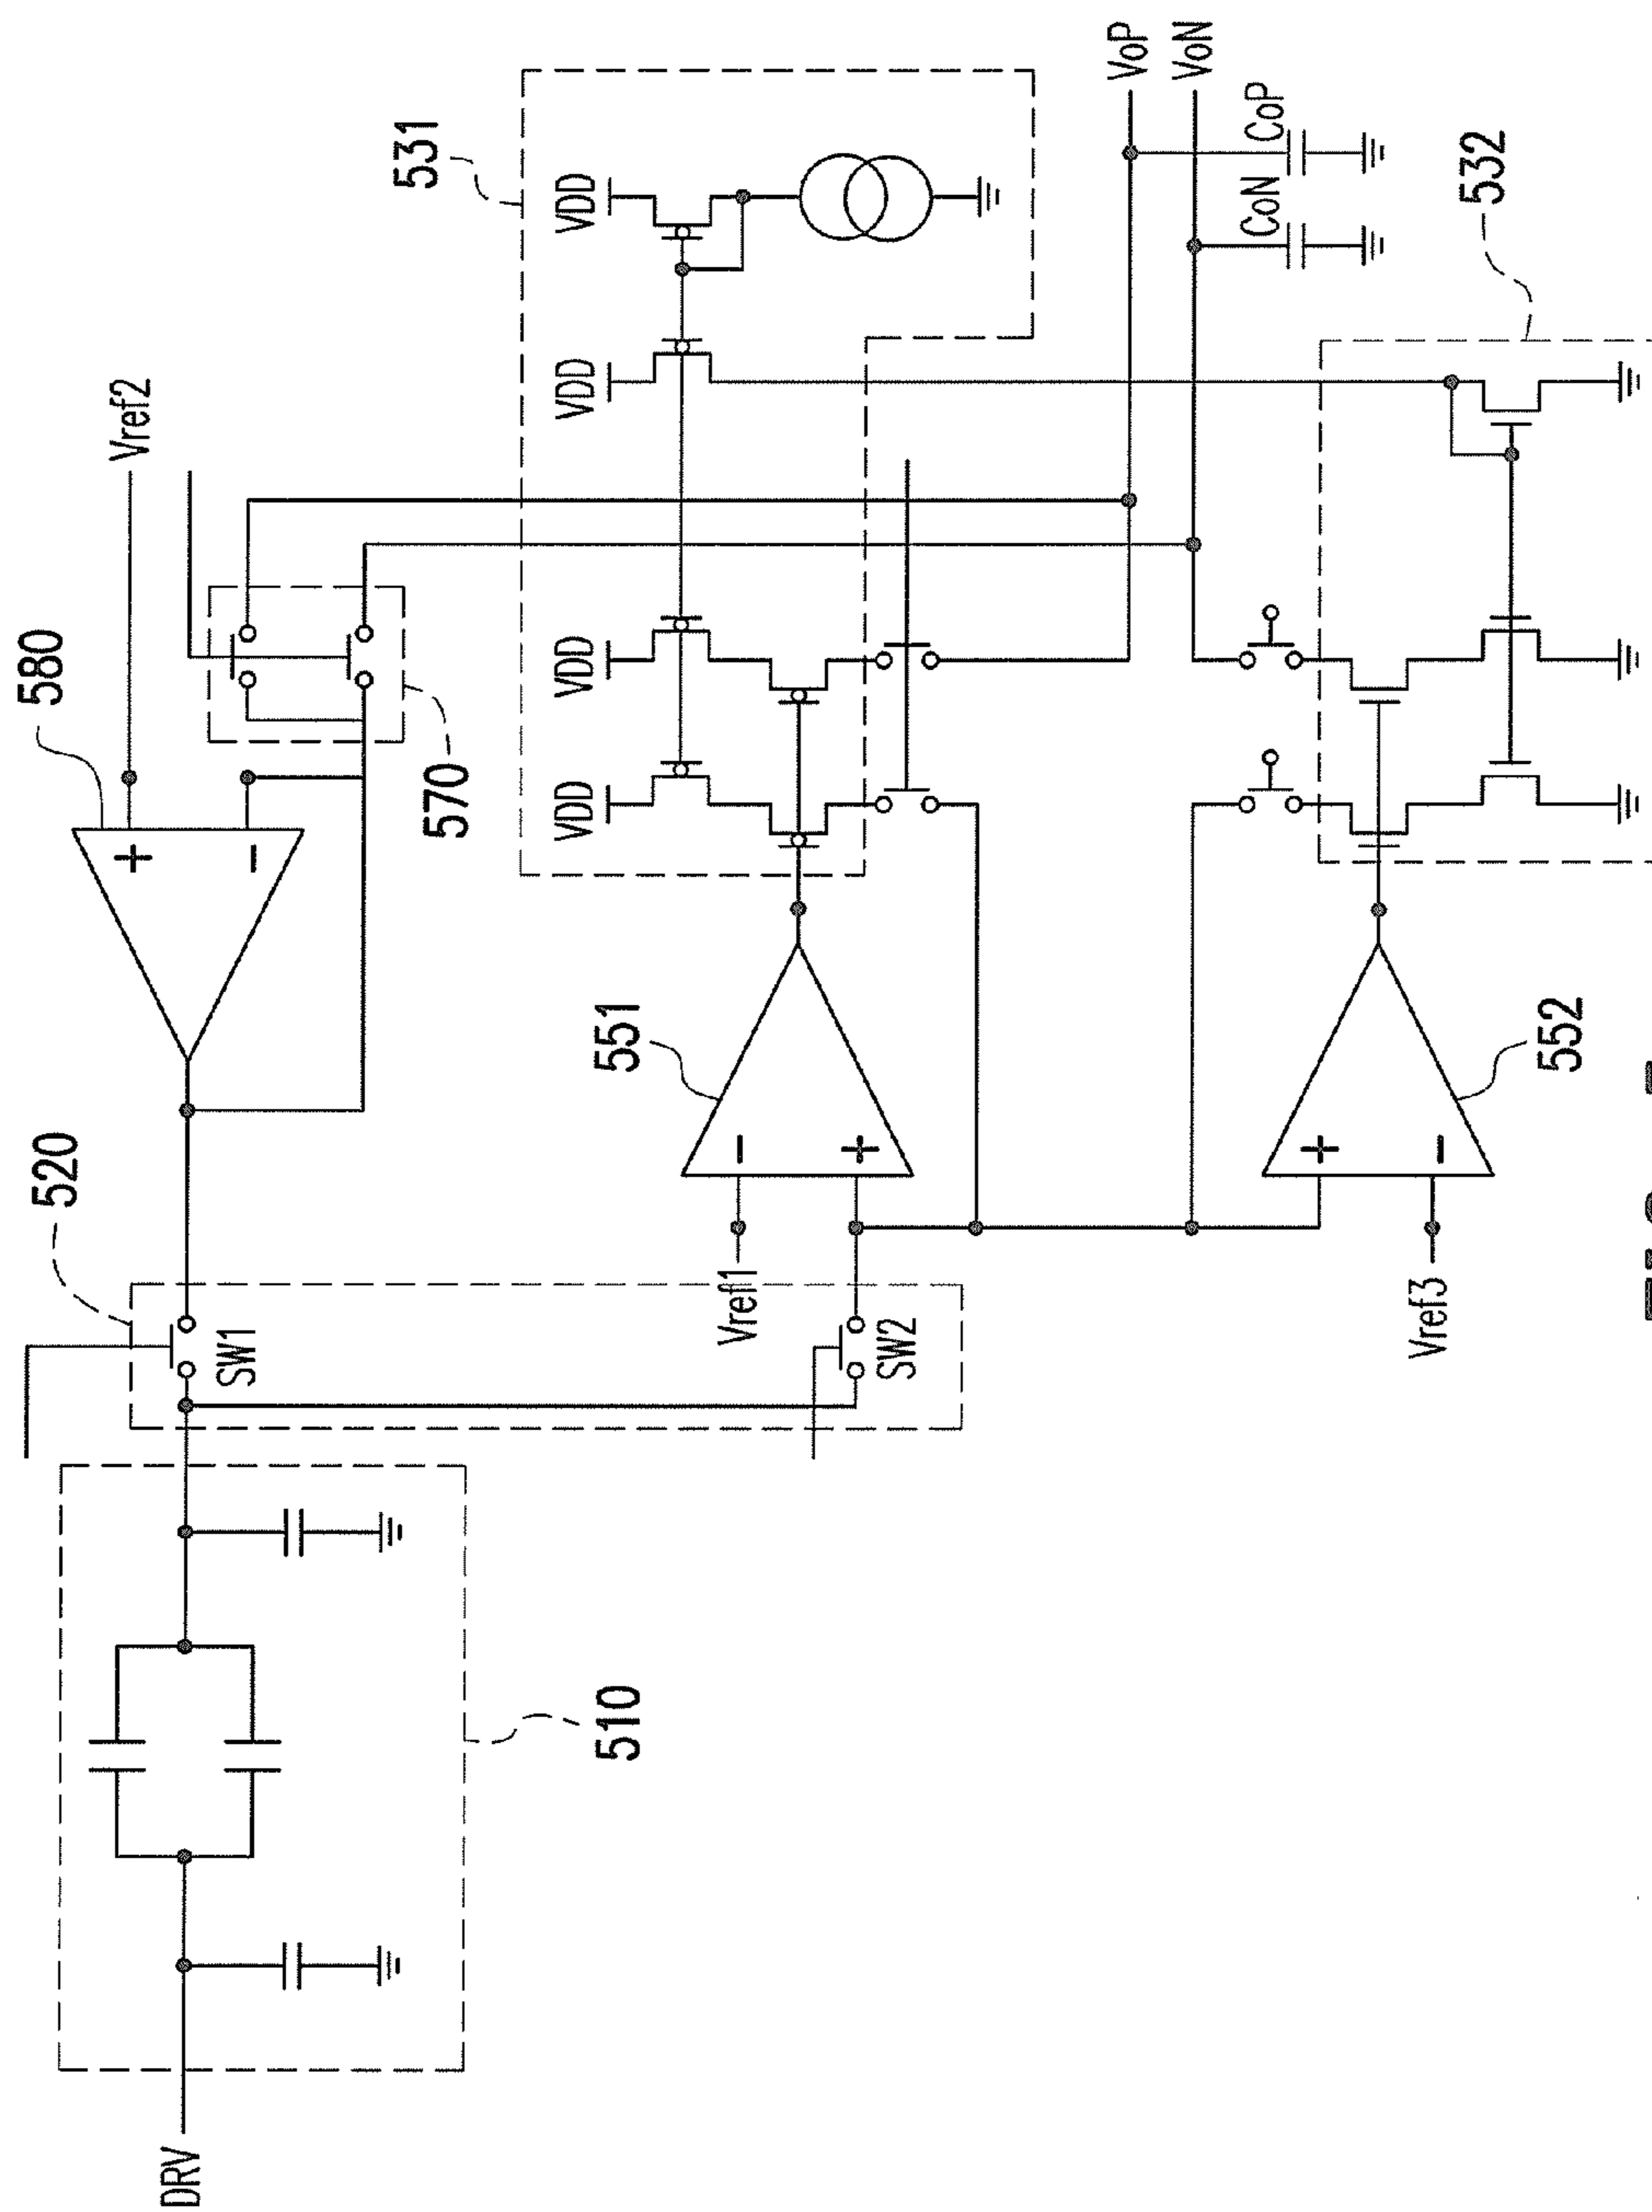 580
Vref2
520
SW1
570
531
VDD
VDD
VDD
VDD
510
DRV
+
-
551
-
+
Vref1
SW2
VoP
VoN
CoN
CoP
532
552
+
-
Vref3